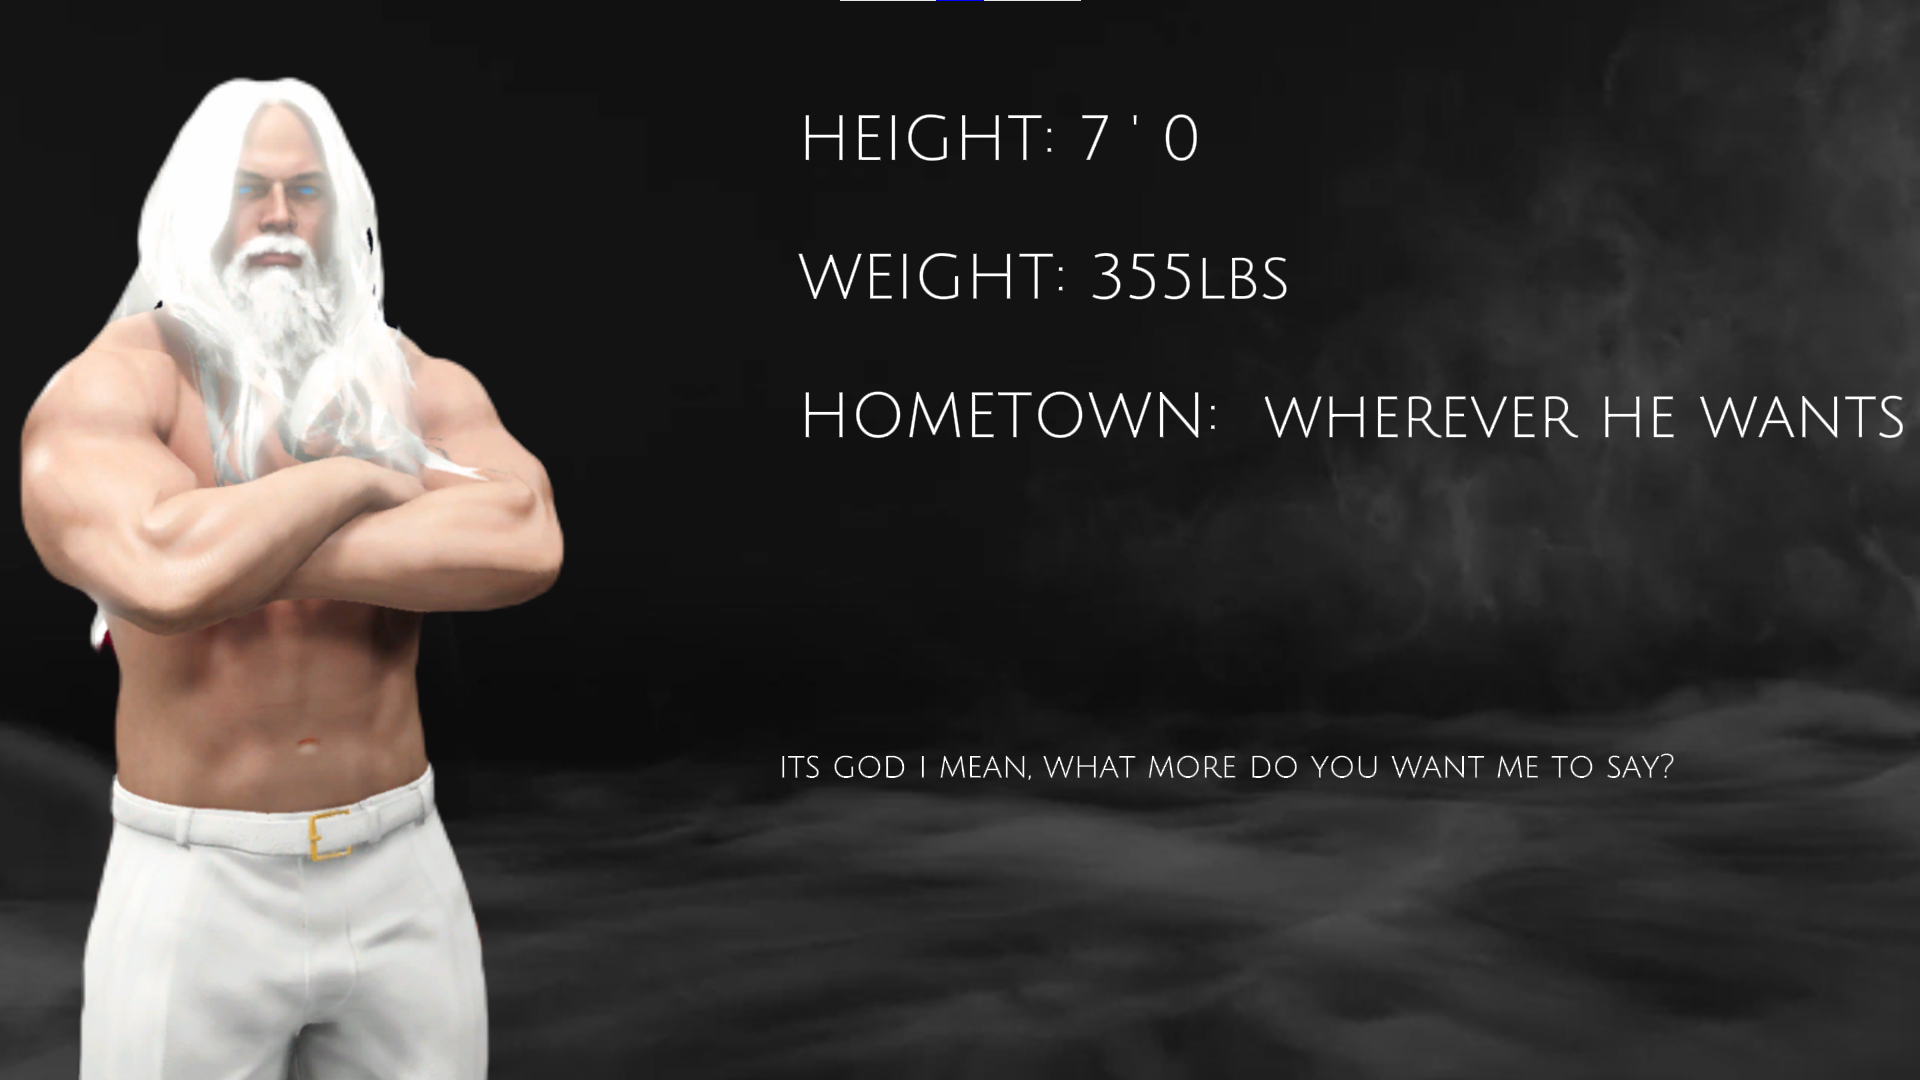 HEIGHT: 7 ' 0
WEIGHT: 355LBS
HOMETOWN: WHEREVER HE WANTS
ITS GOD I MEAN, WHAT MORE DO YOU WANT ME TO SAY?